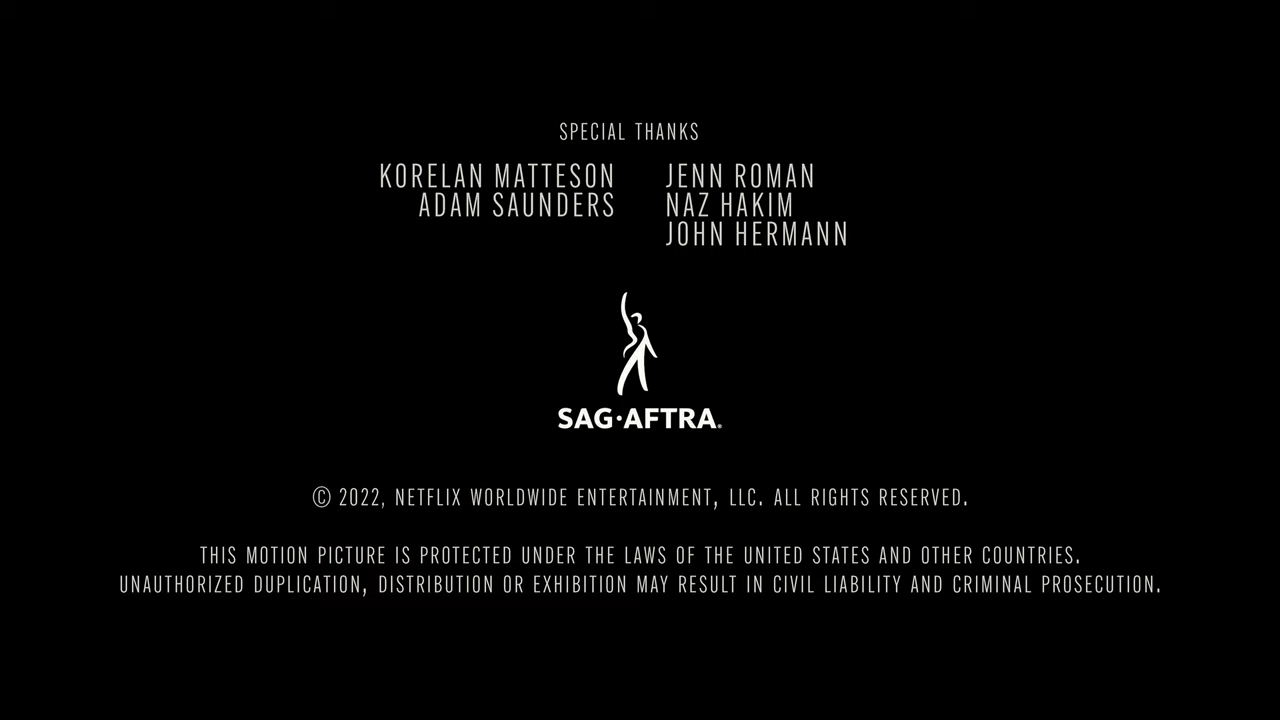 SPECIAL THANKS
KORELAN MATTESON
ADAM SAUNDERS
JENN ROMAN
NAZ HAKIM
JOHN HERMANN
SAG·AFTRA®
© 2022, NETFLIX WORLDWIDE ENTERTAINMENT, LLC. ALL RIGHTS RESERVED.
THIS MOTION PICTURE IS PROTECTED UNDER THE LAWS OF THE UNITED STATES AND OTHER COUNTRIES.
UNAUTHORIZED DUPLICATION, DISTRIBUTION OR EXHIBITION MAY RESULT IN CIVIL LIABILITY AND CRIMINAL PROSECUTION.